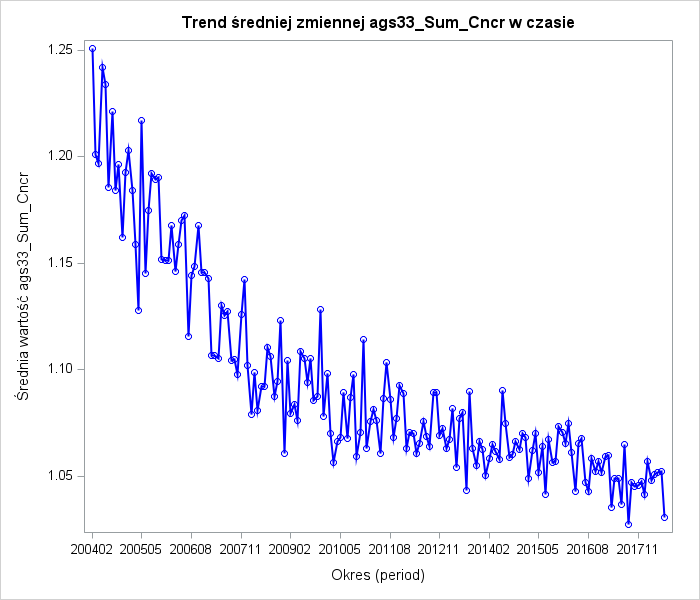 Trend średniej zmiennej ags33_Sum_Cncr w czasie
Średnia wartość ags33_Sum_Cncr
1.25
1.20
1.15
1.10
1.05
200402 200505 200608 200711 200902 201005 201108 201211 201402 201505 201608 201711
Okres (period)